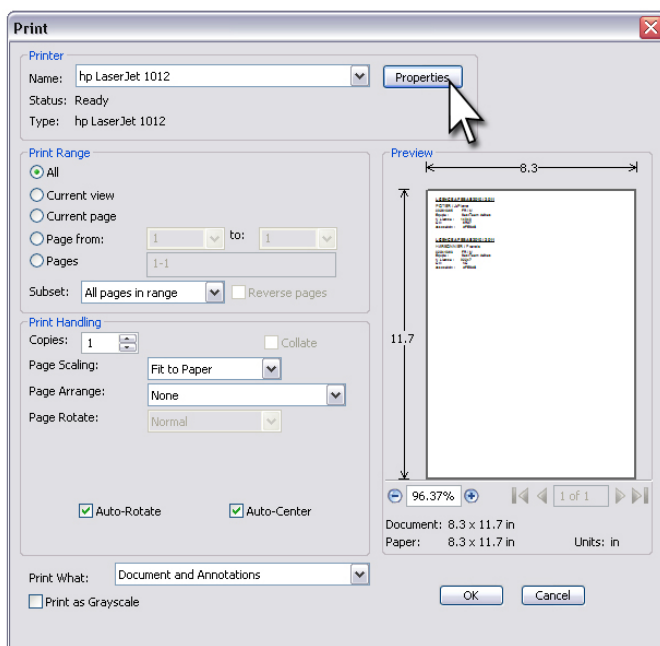 Print
Printer
Name: hp LaserJet 1012
Properties
Status: Ready
Type: hp LaserJet 1012
Print Range
All
Current view
Current page
Page from: 1 to: 1
Pages 1-1
Subset: All pages in range Reverse pages
Print Handling
Copies: 1 Collate
Page Scaling: Fit to Paper
Page Arrange: None
Page Rotate: Normal
Auto-Rotate Auto-Center
Preview
8.3
11.7
96.37% 1 of 1
Document: 8.3 x 11.7 in
Paper: 8.3 x 11.7 in Units: in
Print What: Document and Annotations
Print as Grayscale
OK Cancel